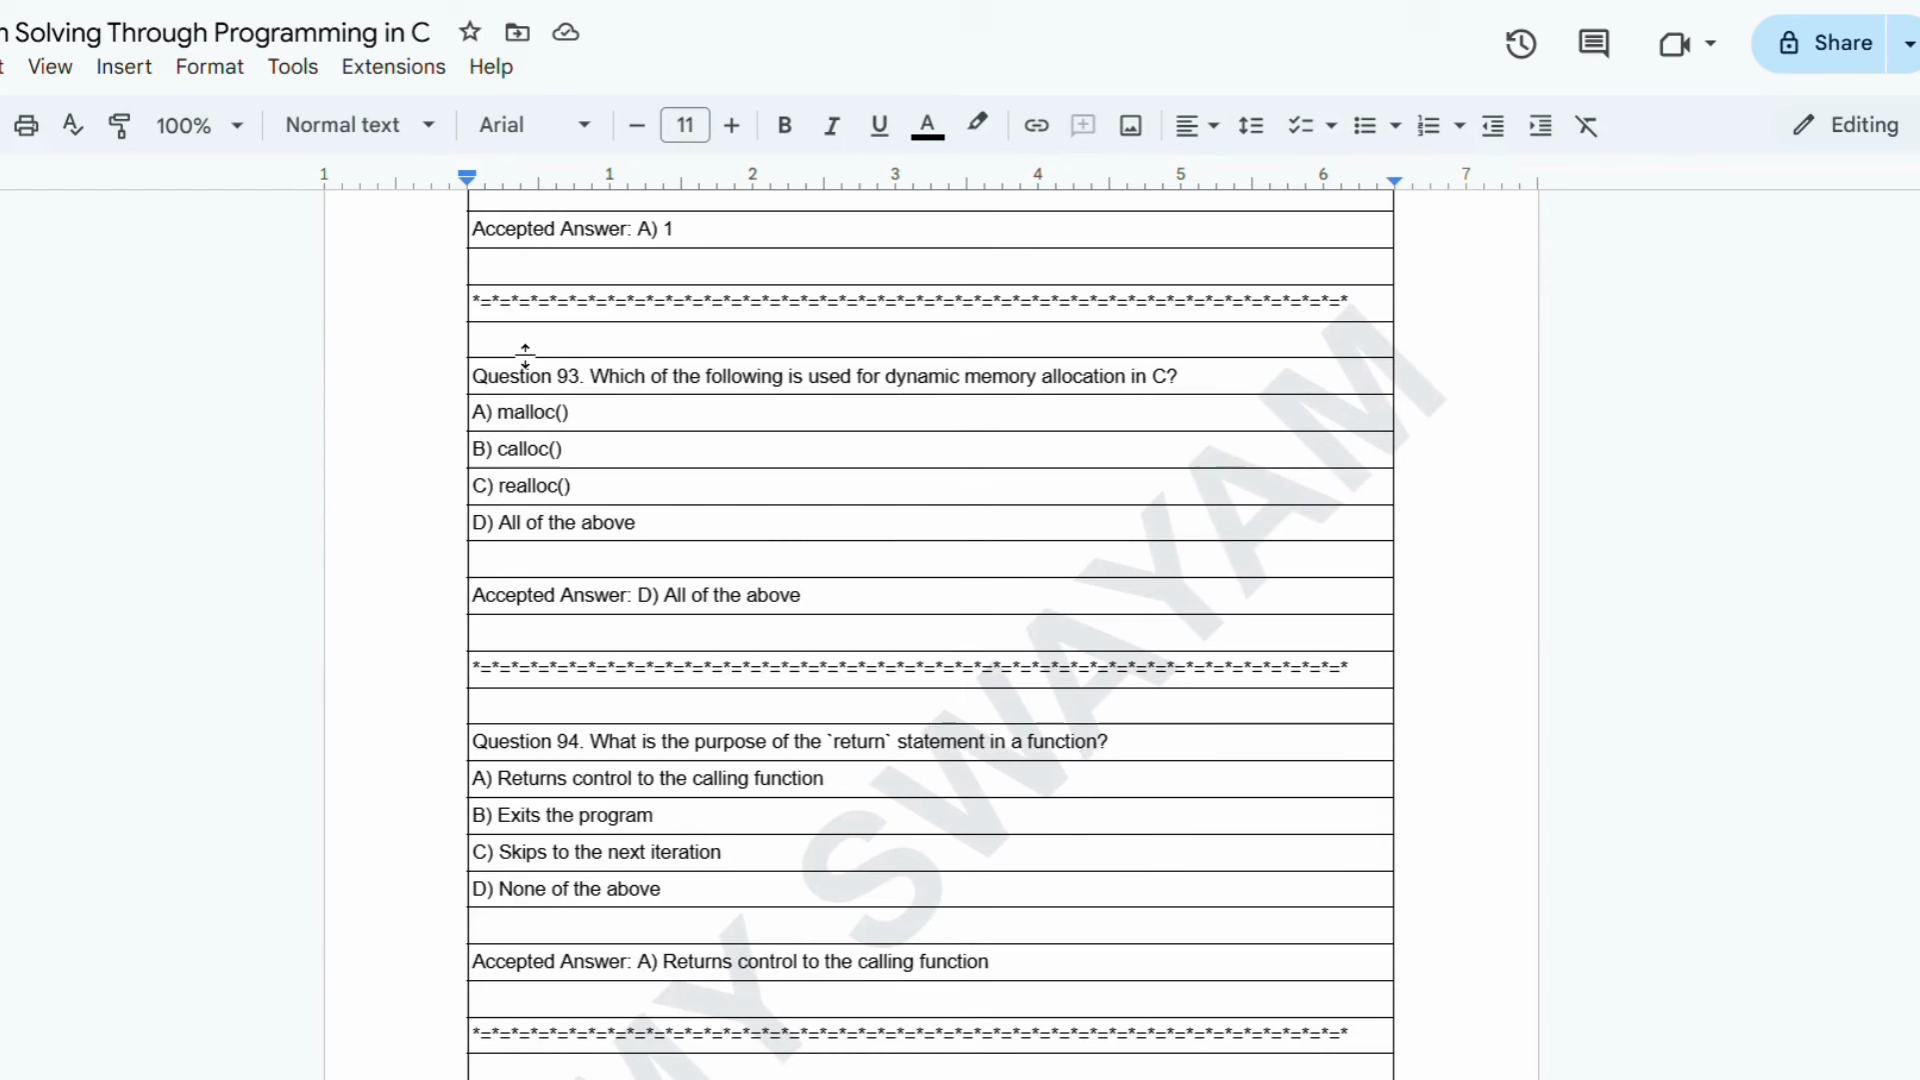 n Solving Through Programming in C
t View Insert Format Tools Extensions Help
Share
100% Normal text Arial 11 B I U A Editing
1 1 2 3 4 5 6 7
Accepted Answer: A) 1
*=*=*=*=*=*=*=*=*=*=*=*=*=*=*=*=*=*=*=*=*=*=*=*=*=*=*=*=*=*=*=*=*=*=*=*=*=*=*=*=*=*=*=*=*=*
Question 93. Which of the following is used for dynamic memory allocation in C?
A) malloc()
B) calloc()
C) realloc()
D) All of the above
Accepted Answer: D) All of the above
*=*=*=*=*=*=*=*=*=*=*=*=*=*=*=*=*=*=*=*=*=*=*=*=*=*=*=*=*=*=*=*=*=*=*=*=*=*=*=*=*=*=*=*=*=*
Question 94. What is the purpose of the `return` statement in a function?
A) Returns control to the calling function
B) Exits the program
C) Skips to the next iteration
D) None of the above
Accepted Answer: A) Returns control to the calling function
*=*=*=*=*=*=*=*=*=*=*=*=*=*=*=*=*=*=*=*=*=*=*=*=*=*=*=*=*=*=*=*=*=*=*=*=*=*=*=*=*=*=*=*=*=*
MY SWAYAM